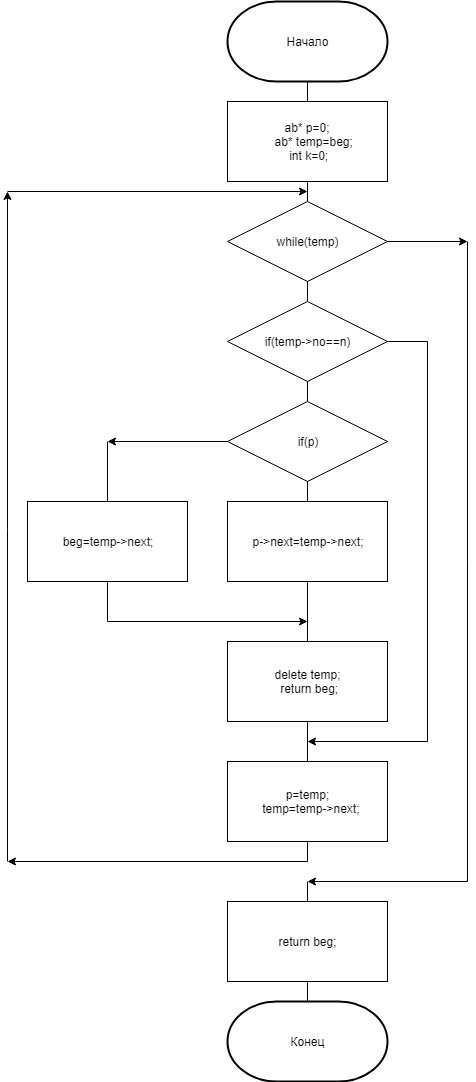 Начало
ab* p=0;
ab* temp=beg;
int k=0;
while(temp)
if(temp->no==n)
if(p)
beg=temp->next;
p->next=temp->next;
delete temp;
return beg;
p=temp;
temp=temp->next;
return beg;
Конец